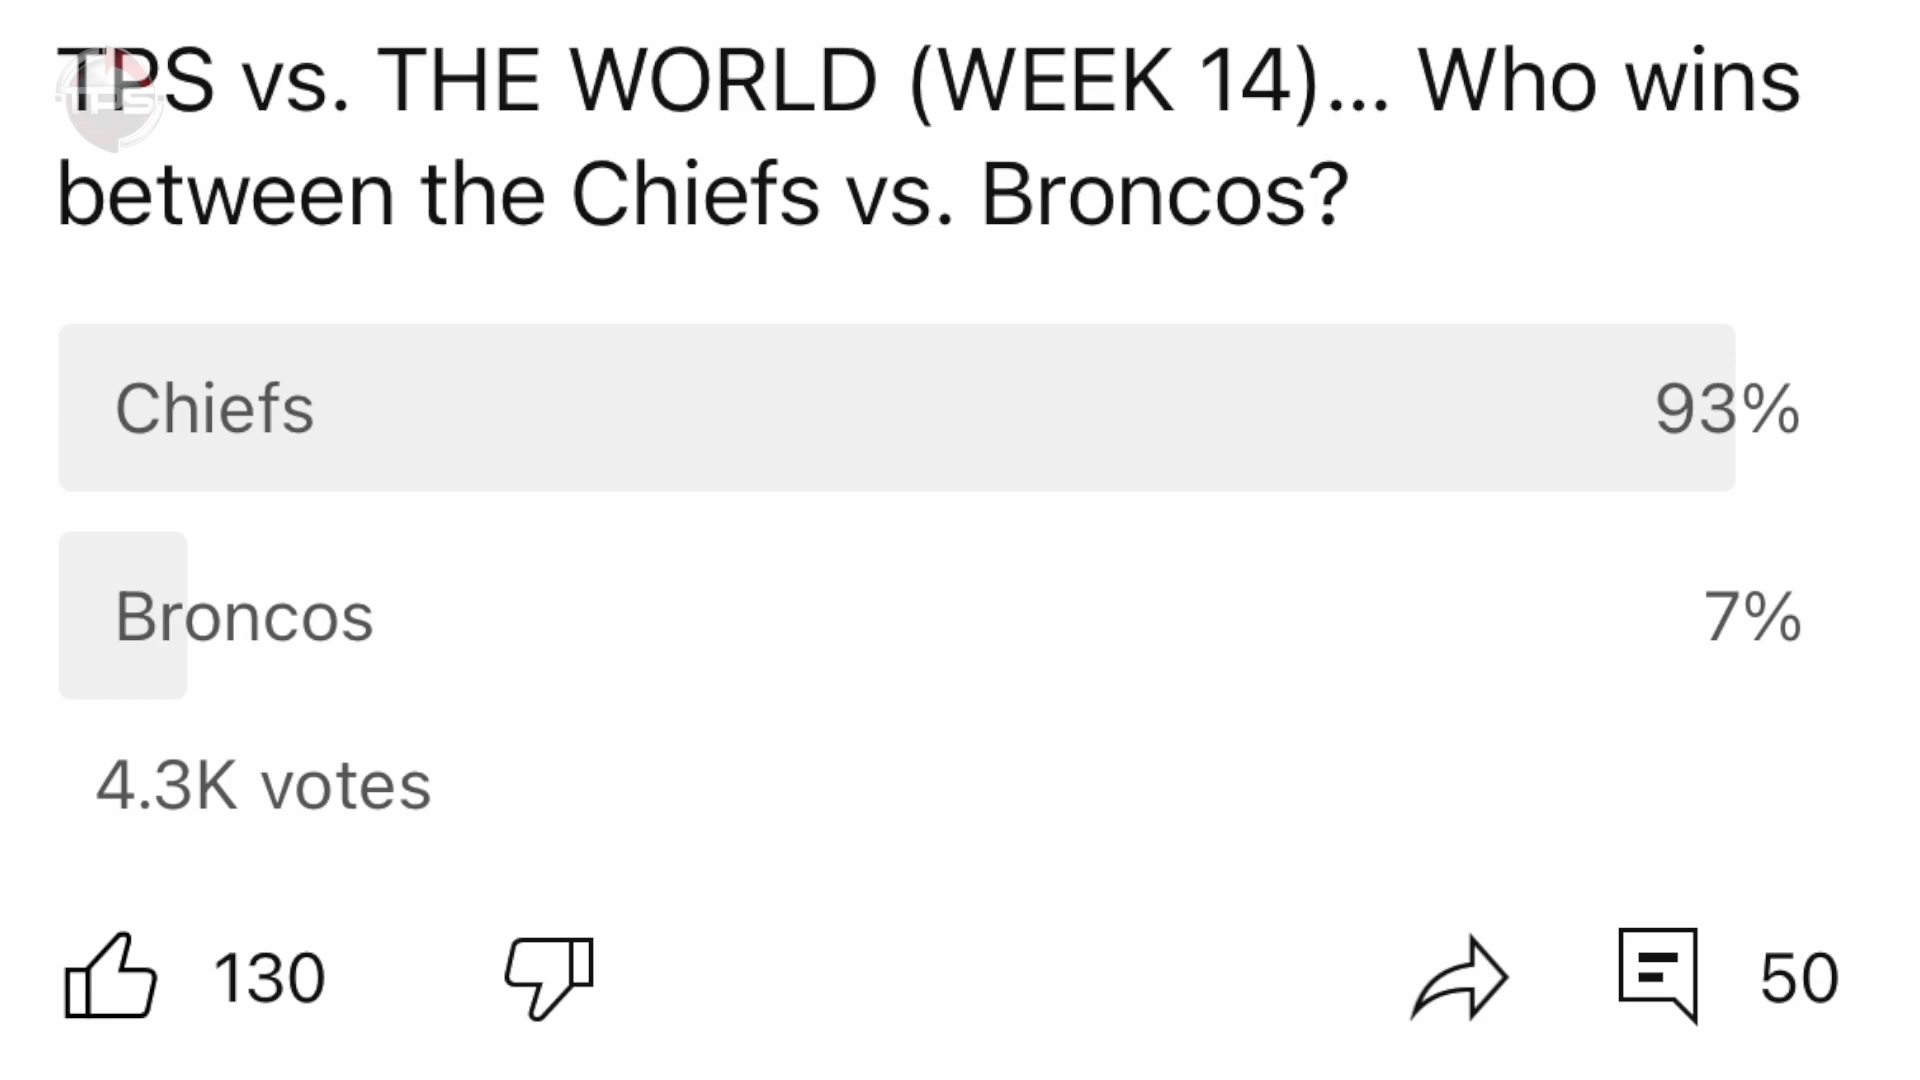 TPS vs. THE WORLD (WEEK 14)... Who wins
between the Chiefs vs. Broncos?
TPS
Chiefs 93%
Broncos 7%
4.3K votes
130 50